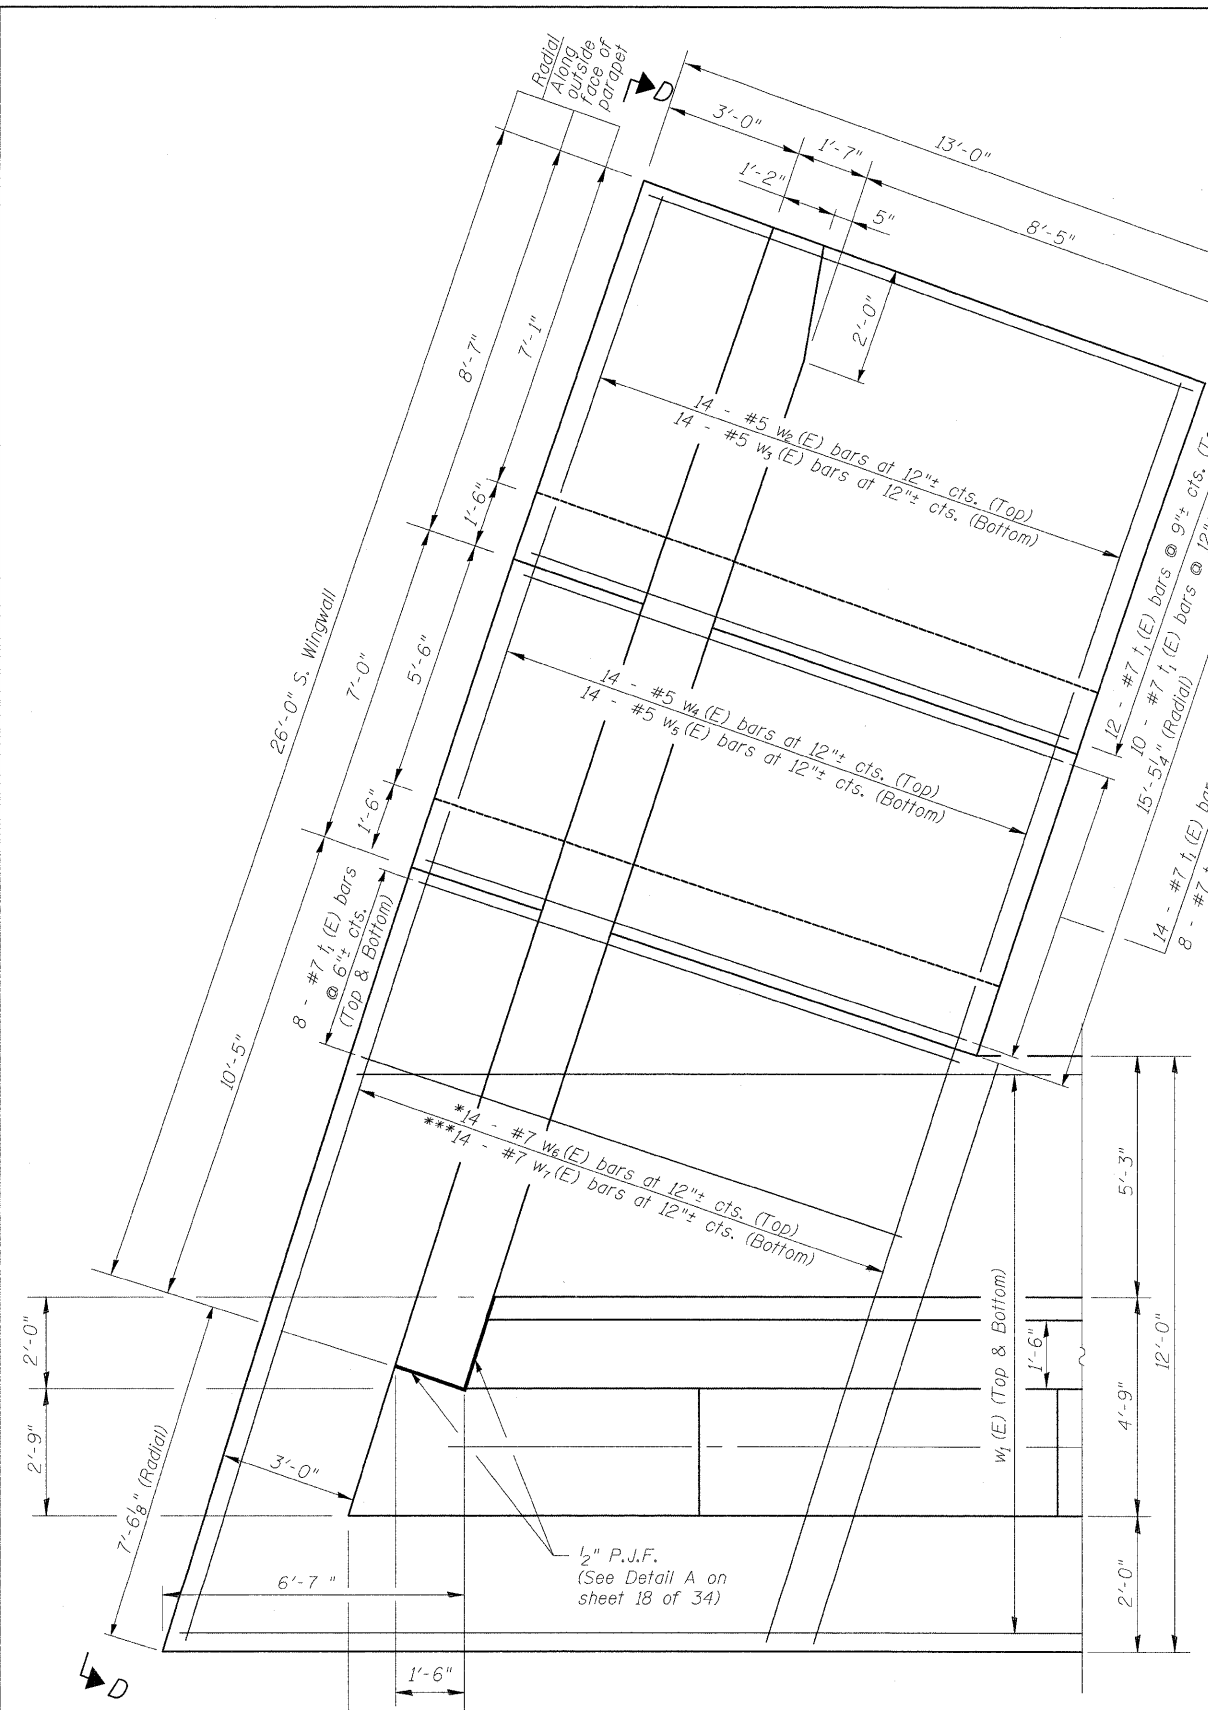 Radial
Along
outside
face of
parapet
D
3'-0"
1'-7"
13'-0"
1'-2"
5"
8'-5"
2'-0"
8'-7"
7'-1"
1'-6"
26'-0" S. Wingwall
7'-0"
5'-6"
1'-6"
10'-5"
14 - #5 w2 (E) bars at 12"± cts. (Top)
14 - #5 w3 (E) bars at 12"± cts. (Bottom)
12 - #7 t1 (E) bars @ 9"± cts.
10 - #7 t1 (E) bars @ 12"
15'-5¼" (Radial)
14 - #7 t1 (E)
8 - #7
14 - #5 w4 (E) bars at 12"± cts. (Top)
14 - #5 w5 (E) bars at 12"± cts. (Bottom)
8 - #7 t1 (E) bars
@ 6"± cts.
(Top & Bottom)
*14 - #7 w6 (E) bars at 12"± cts. (Top)
***14 - #7 w7 (E) bars at 12"± cts. (Bottom)
5'-3"
12'-0"
4'-9"
1'-6"
w1 (E) (Top & Bottom)
2'-0"
2'-0"
2'-9"
7'-6⅛" (Radial)
3'-0"
½" P.J.F.
(See Detail A on
sheet 18 of 34)
6'-7 "
1'-6"
D